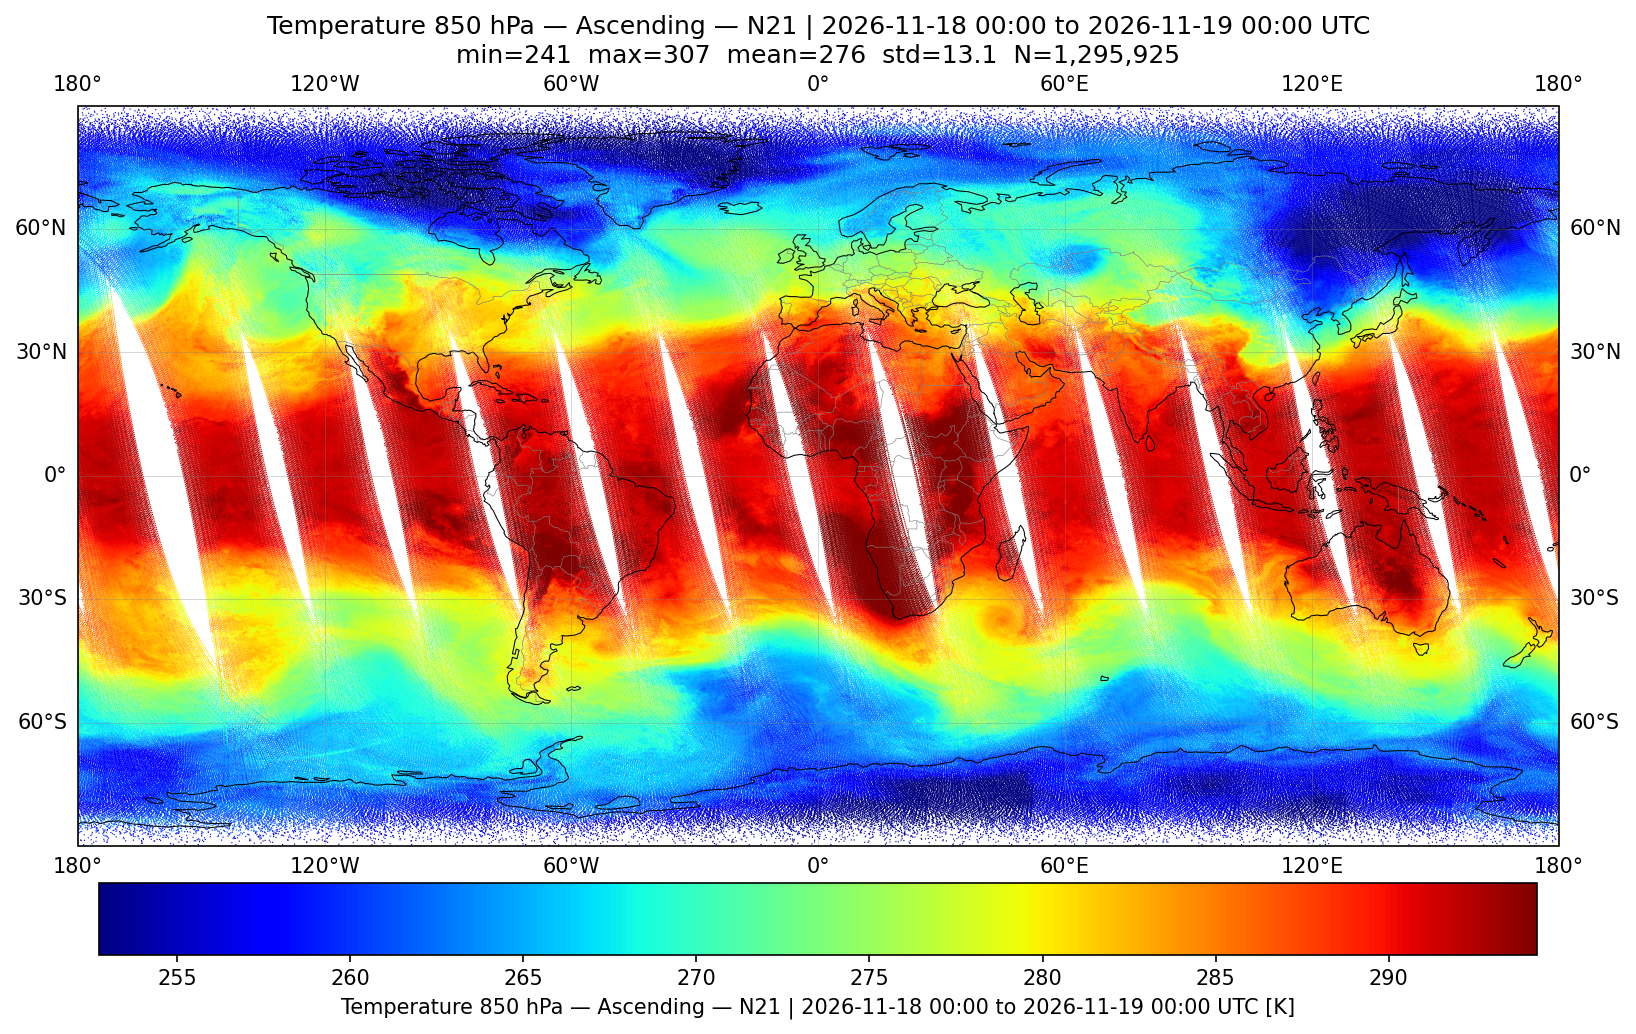 Temperature 850 hPa — Ascending — N21 | 2026-11-18 00:00 to 2026-11-19 00:00 UTC
min=241  max=307  mean=276  std=13.1  N=1,295,925
180° 120°W 60°W 0° 60°E 120°E 180°
60°N 60°N
30°N 30°N
0° 0°
30°S 30°S
60°S 60°S
180° 120°W 60°W 0° 60°E 120°E 180°
255 260 265 270 275 280 285 290
Temperature 850 hPa — Ascending — N21 | 2026-11-18 00:00 to 2026-11-19 00:00 UTC [K]